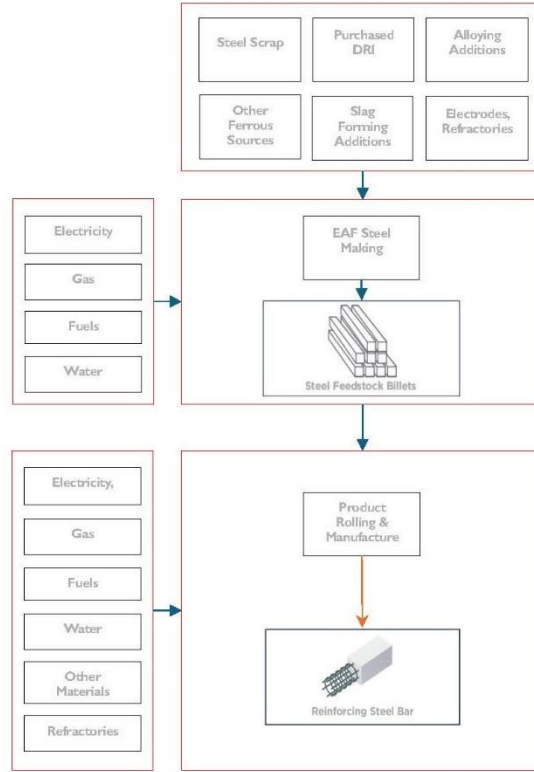 Steel Scrap
Purchased
DRI
Alloying
Additions
Other
Ferrous
Sources
Slag
Forming
Additions
Electrodes,
Refractories
Electricity
Gas
Fuels
Water
EAF Steel
Making
Steel Feedstock Billets
Electricity,
Gas
Fuels
Water
Other
Materials
Refractories
Product
Rolling &
Manufacture
Reinforcing Steel Bar